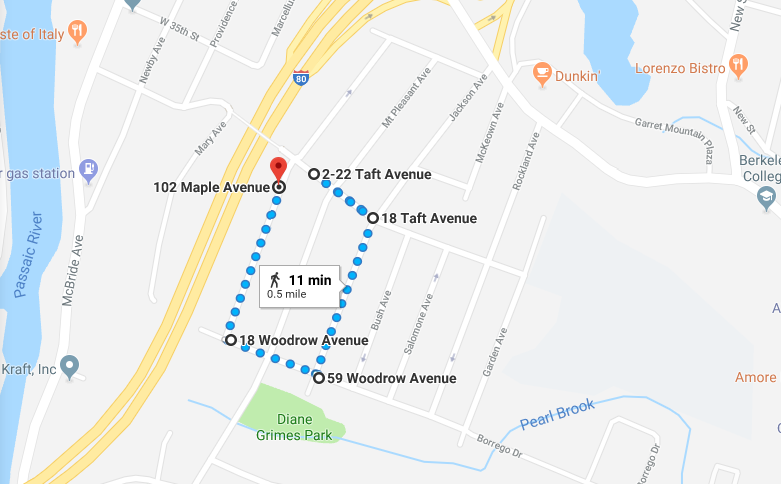 W 35th St
Providence
Marcellu
New St
ste of Italy
Newby Ave
80
Lorenzo Bistro
Dunkin'
Mt Pleasant Ave
Jackson Ave
New St
Garret Mountain Plaza
Mary Ave
McKeown Ave
Rockland Ave
r gas station
2-22 Taft Avenue
Berkele
Colleg
102 Maple Avenue
18 Taft Avenue
Passaic River
McBride Ave
11 min
0.5 mile
Bush Ave
Salomone Ave
Garden Ave
A
18 Woodrow Avenue
Kraft, Inc
59 Woodrow Avenue
Amore
Diane
Grimes Park
Pearl Brook
Borrego Dr
Borrego Dr